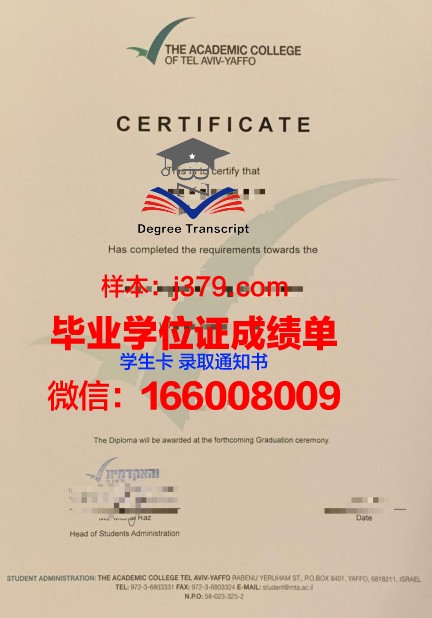 THE ACADEMIC COLLEGE
OF TEL AVIV-YAFFO
CERTIFICATE
This is to certify that
Degree Transcript
Has completed the requirements towards the
样本：j379.com
毕业学位证成绩单
学生卡 录取通知书
微信：166008009
The Diploma will be awarded at the forthcoming Graduation ceremony.
Raz
Date
Head of Students Administration
STUDENT ADMINISTRATION: THE ACADEMIC COLLEGE TEL AVIV-YAFFO RABENU YERUHAM ST., P.O.BOX 8401, YAFFO, 6818211, ISRAEL
TEL: 972-3-6803331 FAX: 972-3-6803324 E-MAIL: student@mta.ac.il
N.P.O: 58-023-325-2